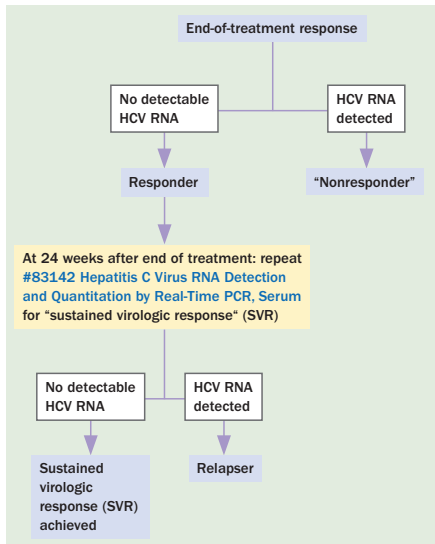 End-of-treatment response
No detectable
HCV RNA
HCV RNA
detected
Responder
“Nonresponder”
At 24 weeks after end of treatment: repeat
#83142 Hepatitis C Virus RNA Detection
and Quantitation by Real-Time PCR, Serum
for “sustained virologic response“ (SVR)
No detectable
HCV RNA
HCV RNA
detected
Sustained
virologic
response (SVR)
achieved
Relapser